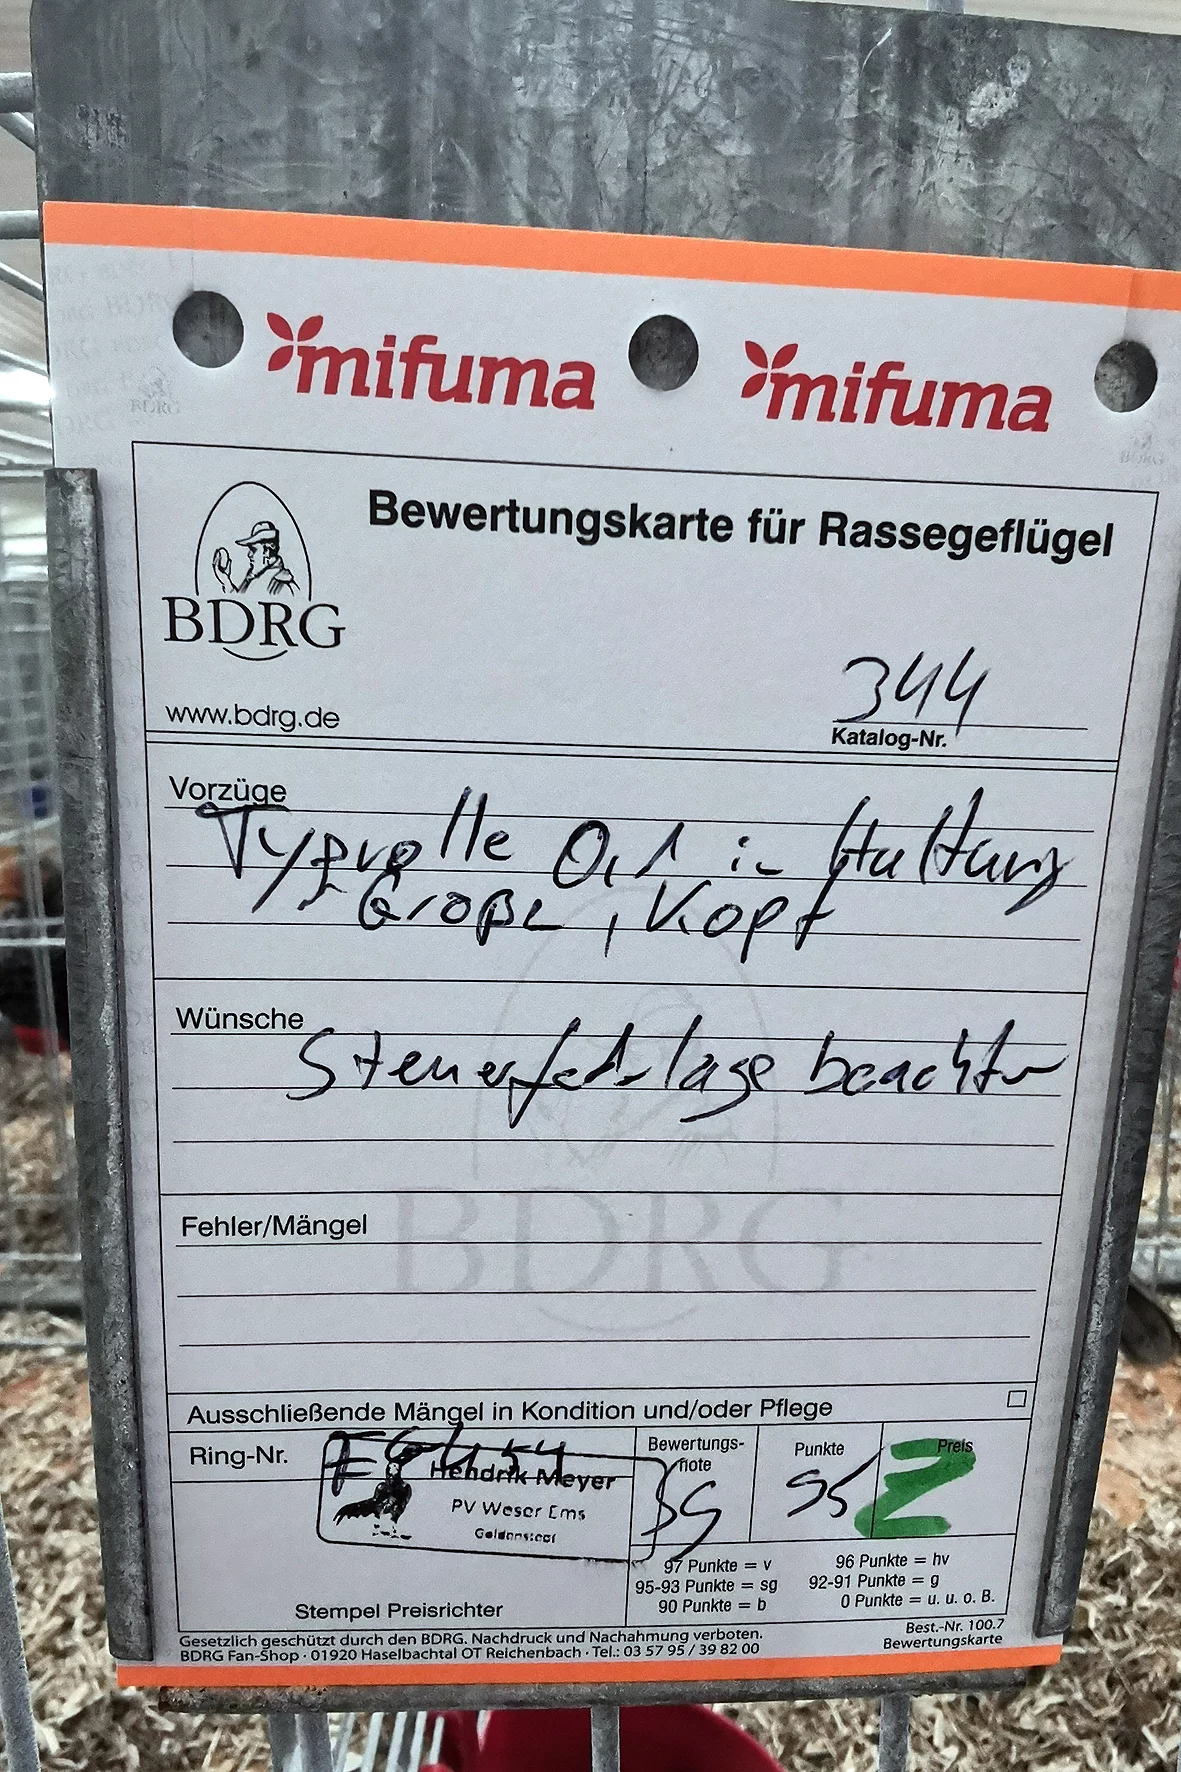 mifuma mifuma
Bewertungskarte für Rassegeflügel
BDRG
www.bdrg.de
344
Katalog-Nr.
Vorzüge
Typvolle 0,1 in Haltung
Größe, Kopf
Wünsche
Steuerfederlage beachten
BDRG
Fehler/Mängel
Ausschließende Mängel in Kondition und/oder Pflege
Ring-Nr.
Hendrik Meyer
PV Weser Ems
Goldenstedt
Stempel Preisrichter
Bewertungs-
note
sg
Punkte
95
Preis
Z
97 Punkte = v
96 Punkte = hv
95-93 Punkte = sg
92-91 Punkte = g
90 Punkte = b
0 Punkte = u. u. o. B.
Gesetzlich geschützt durch den BDRG. Nachdruck und Nachahmung verboten.
BDRG Fan-Shop · 01920 Haselbachtal OT Reichenbach · Tel.: 03 57 95 / 39 82 00
Best.-Nr. 100.7
Bewertungskarte